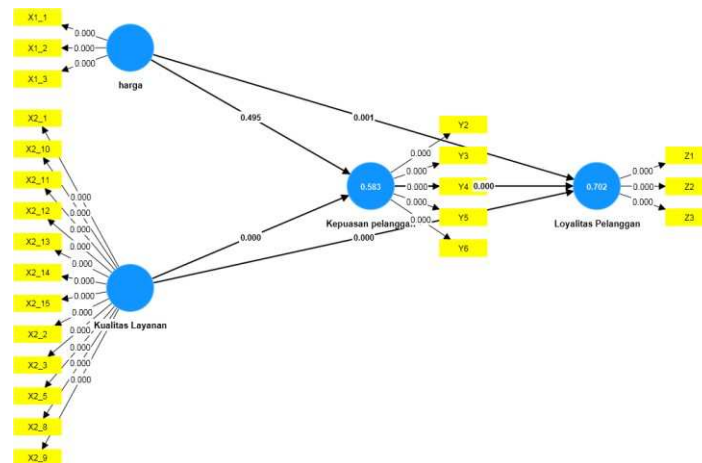 X1_1
0.000
X1_2
0.000
X1_3
0.000
harga
0.495
0.001
X2_1
0.000
X2_10
0.000
X2_11
0.000
X2_12
0.000
X2_13
0.000
X2_14
0.000
X2_15
0.000
X2_2
0.000
X2_3
0.000
X2_5
0.000
X2_8
0.000
X2_9
0.000
Kualitas Layanan
0.000
0.000
0.583
Kepuasan pelanggan
0.000
Y2
0.000
Y3
0.000
Y4
0.000
Y5
0.000
Y6
0.000
0.702
Loyalitas Pelanggan
0.000
Z1
0.000
Z2
0.000
Z3